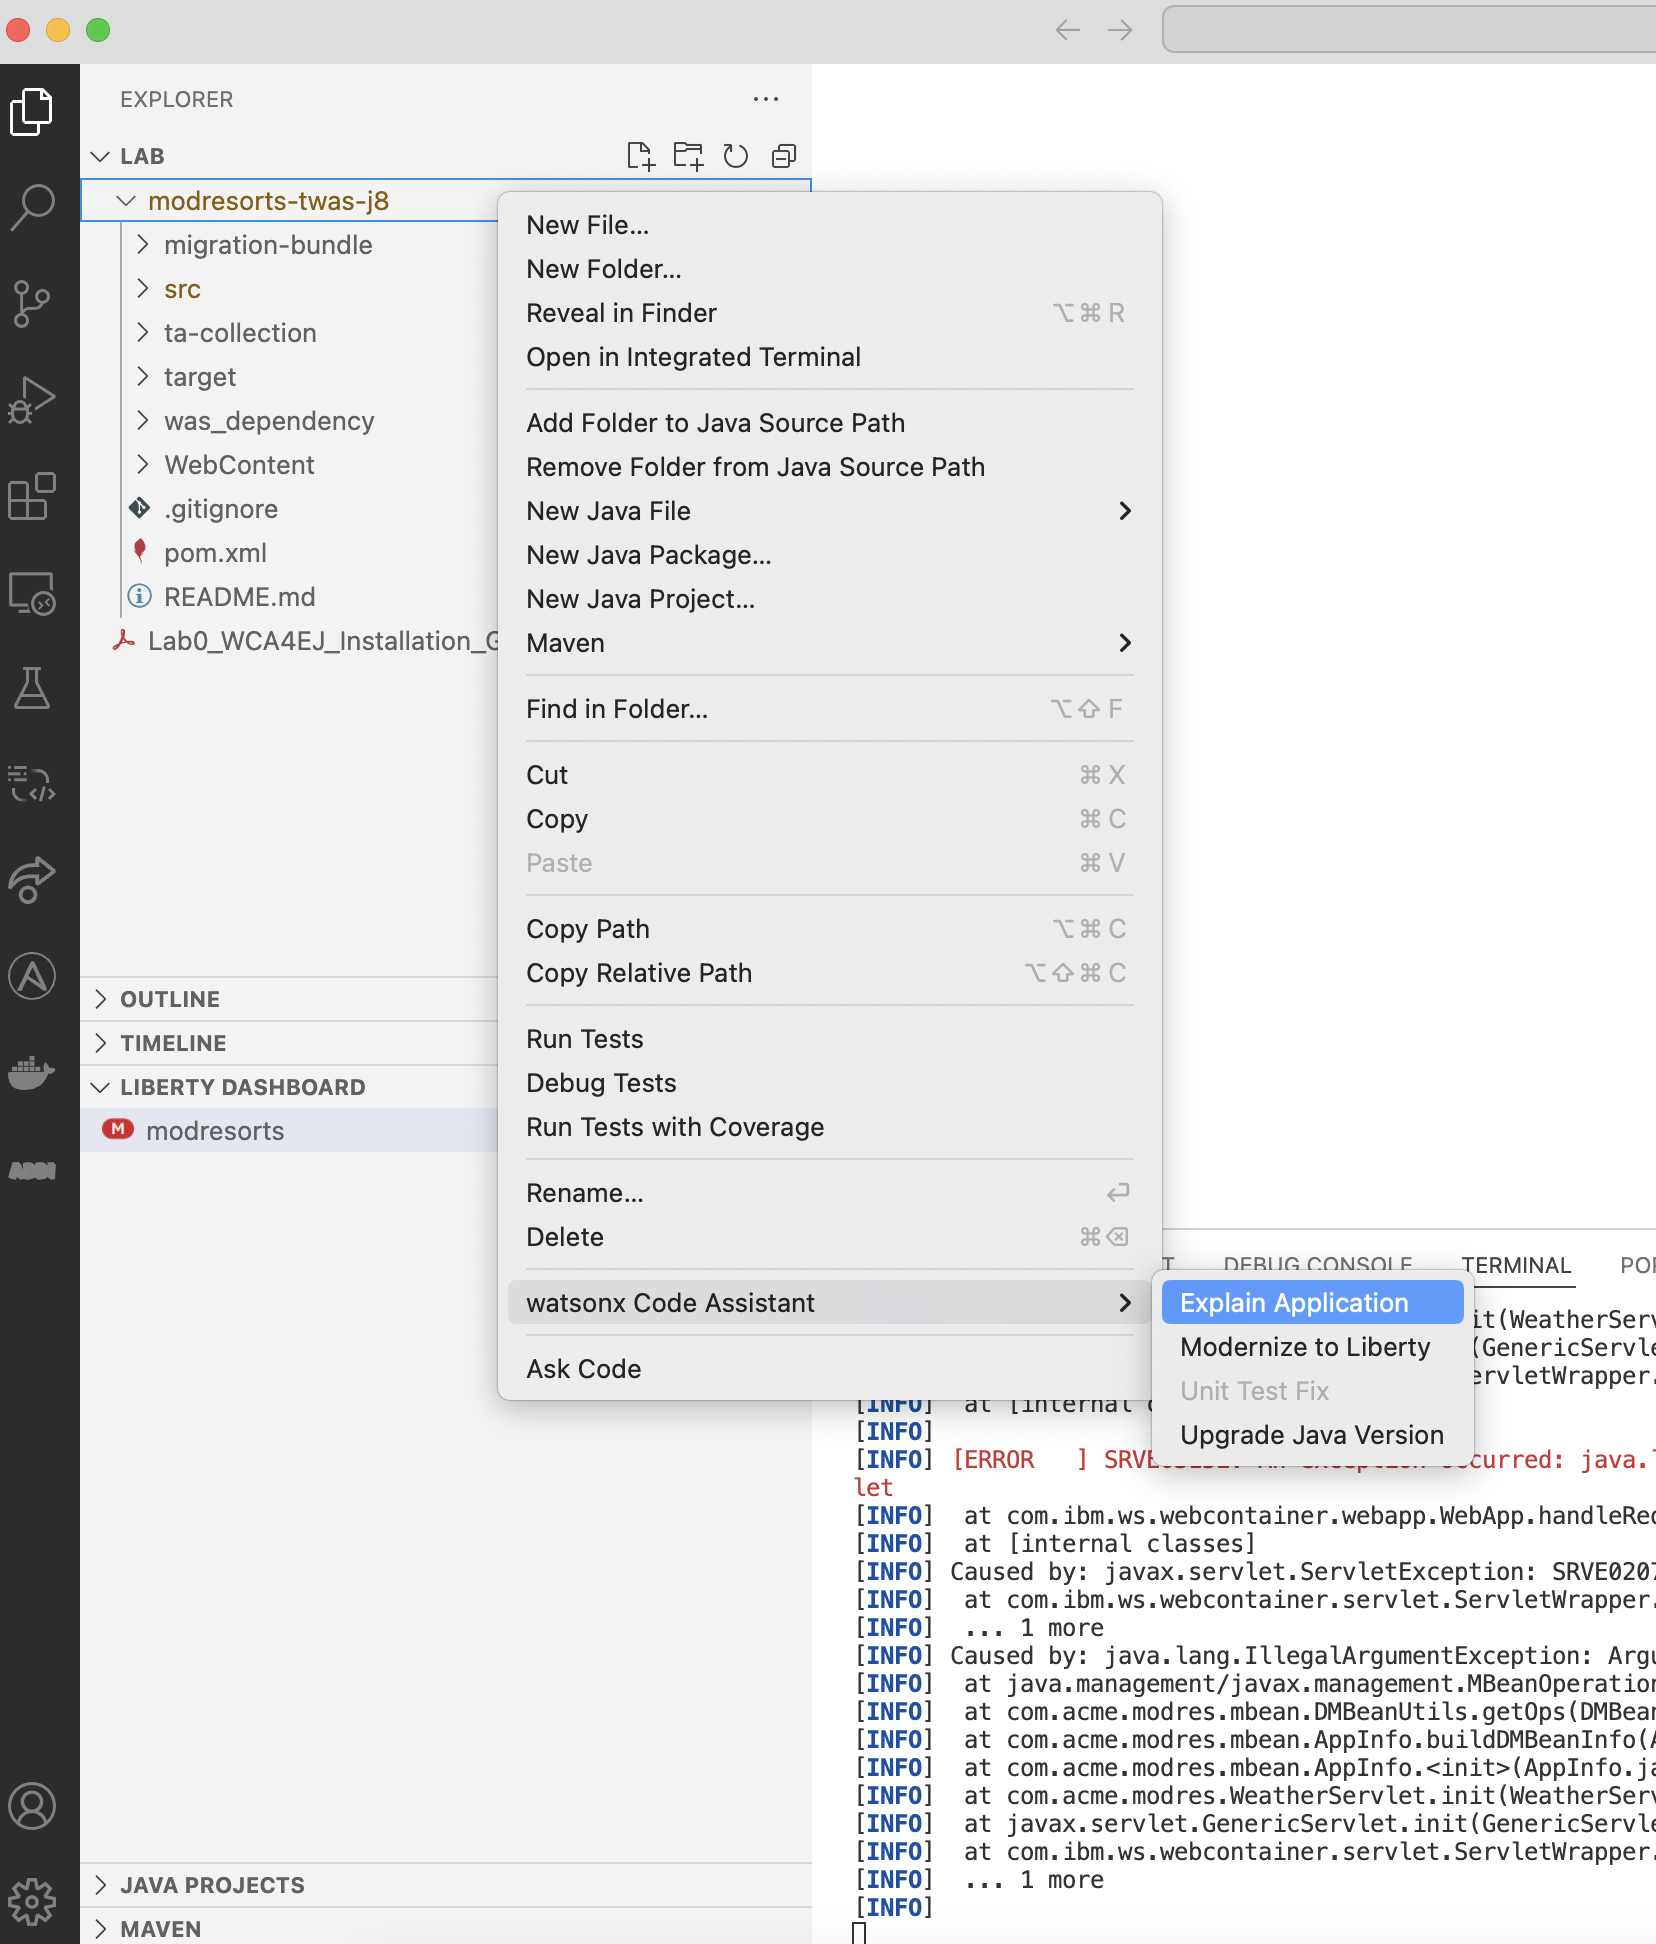 EXPLORER
LAB
modresorts-twas-j8
migration-bundle
src
ta-collection
target
was_dependency
WebContent
.gitignore
pom.xml
README.md
Lab0_WCA4EJ_Installation_G
OUTLINE
TIMELINE
LIBERTY DASHBOARD
M modresorts
ADDI
JAVA PROJECTS
MAVEN
New File...
New Folder...
Reveal in Finder ⌥⌘ R
Open in Integrated Terminal
Add Folder to Java Source Path
Remove Folder from Java Source Path
New Java File
New Java Package...
New Java Project...
Maven
Find in Folder... ⌥⇧ F
Cut ⌘ X
Copy ⌘ C
Paste ⌘ V
Copy Path ⌥⌘ C
Copy Relative Path ⌥⇧⌘ C
Run Tests
Debug Tests
Run Tests with Coverage
Rename...
Delete ⌘⌫
watsonx Code Assistant
Ask Code
Explain Application
Modernize to Liberty
Unit Test Fix
Upgrade Java Version
T DEBUG CONSOLE TERMINAL POR
it(WeatherServ
(GenericServle
ervletWrapper.
[INFO] at [internal c
[INFO]
[INFO] [ERROR ] occurred: java.l
let
[INFO] at com.ibm.ws.webcontainer.webapp.WebApp.handleRec
[INFO] at [internal classes]
[INFO] Caused by: javax.servlet.ServletException: SRVE0207
[INFO] at com.ibm.ws.webcontainer.servlet.ServletWrapper.
[INFO] ... 1 more
[INFO] Caused by: java.lang.IllegalArgumentException: Argu
[INFO] at java.management/javax.management.MBeanOperation
[INFO] at com.acme.modres.mbean.DMBeanUtils.getOps(DMBean
[INFO] at com.acme.modres.mbean.AppInfo.buildDMBeanInfo(A
[INFO] at com.acme.modres.mbean.AppInfo.<init>(AppInfo.ja
[INFO] at com.acme.modres.WeatherServlet.init(WeatherServ
[INFO] at javax.servlet.GenericServlet.init(GenericServle
[INFO] at com.ibm.ws.webcontainer.servlet.ServletWrapper.
[INFO] ... 1 more
[INFO]